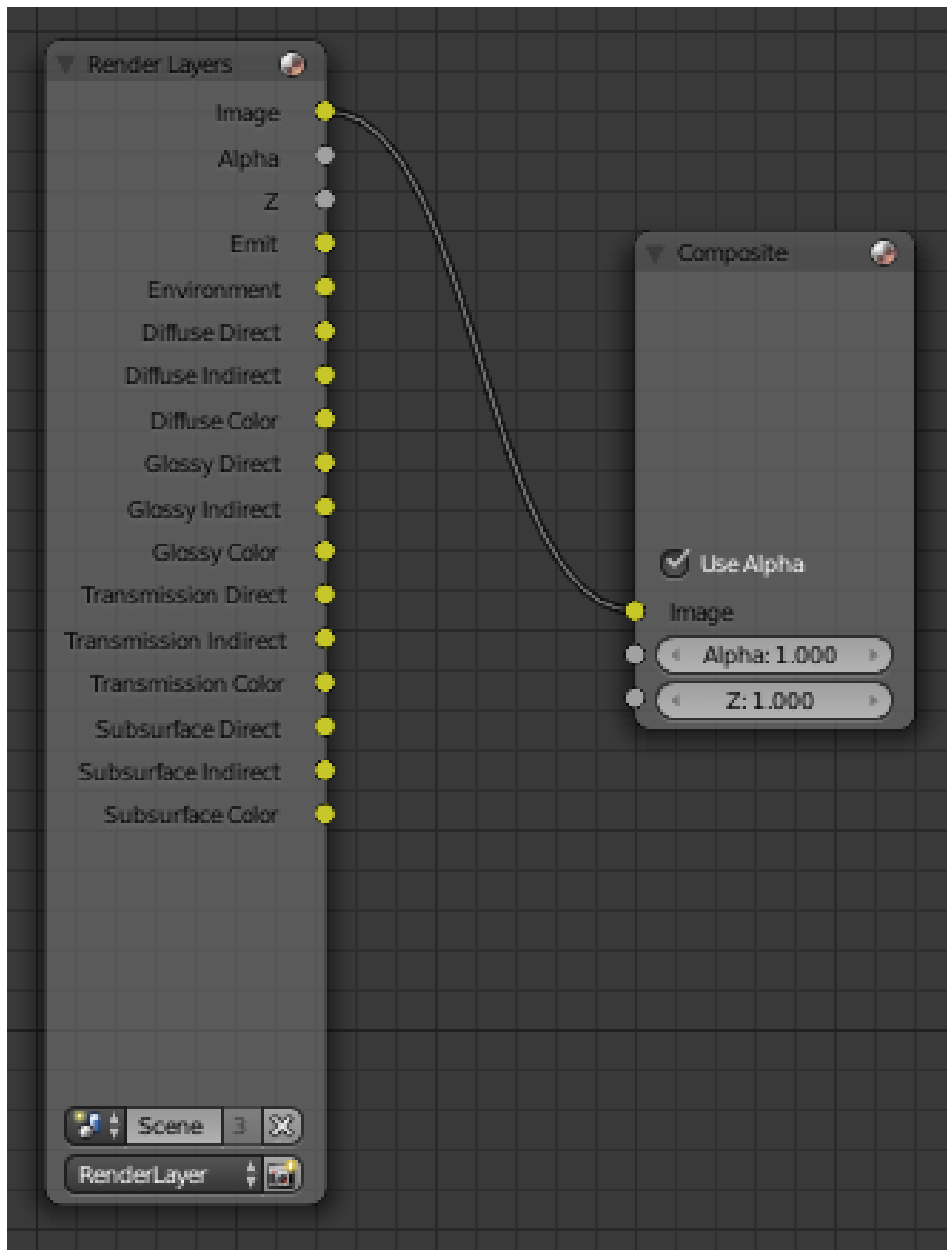 Render Layers
Image
Alpha
Z
Emit
Environment
Diffuse Direct
Diffuse Indirect
Diffuse Color
Glossy Direct
Glossy Indirect
Glossy Color
Transmission Direct
Transmission Indirect
Transmission Color
Subsurface Direct
Subsurface Indirect
Subsurface Color
Scene 3
RenderLayer
Composite
Use Alpha
Image
Alpha: 1.000
Z: 1.000